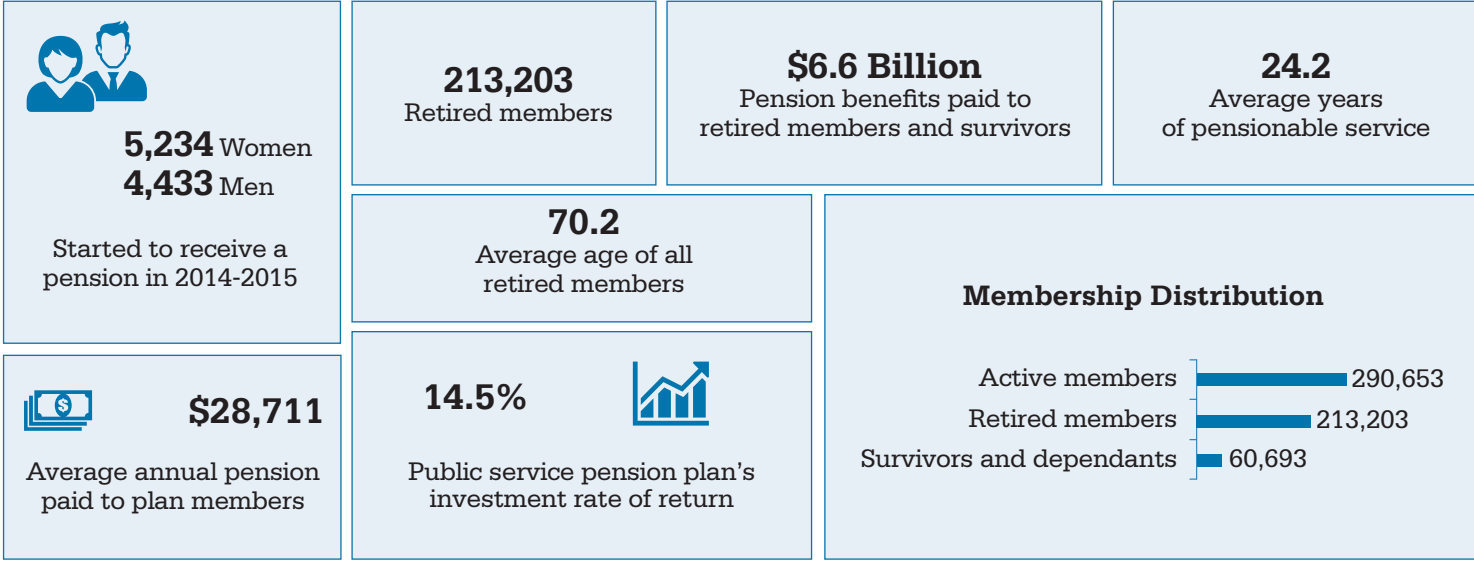 5,234 Women
4,433 Men
Started to receive a
pension in 2014-2015
213,203
Retired members
$6.6 Billion
Pension benefits paid to
retired members and survivors
24.2
Average years
of pensionable service
70.2
Average age of all
retired members
$28,711
Average annual pension
paid to plan members
14.5%
Public service pension plan’s
investment rate of return
Membership Distribution
Active members 290,653
Retired members 213,203
Survivors and dependants 60,693